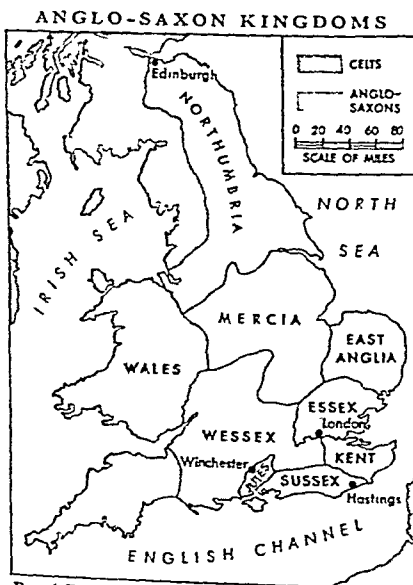 ANGLO-SAXON KINGDOMS
CELTS
ANGLO-
SAXONS
0 20 40 60 80
SCALE OF MILES
Edinburgh
NORTHUMBRIA
NORTH
SEA
IRISH SEA
MERCIA
EAST
ANGLIA
WALES
ESSEX
London
WESSEX
KENT
Winchester
JUTES
SUSSEX
Hastings
ENGLISH CHANNEL